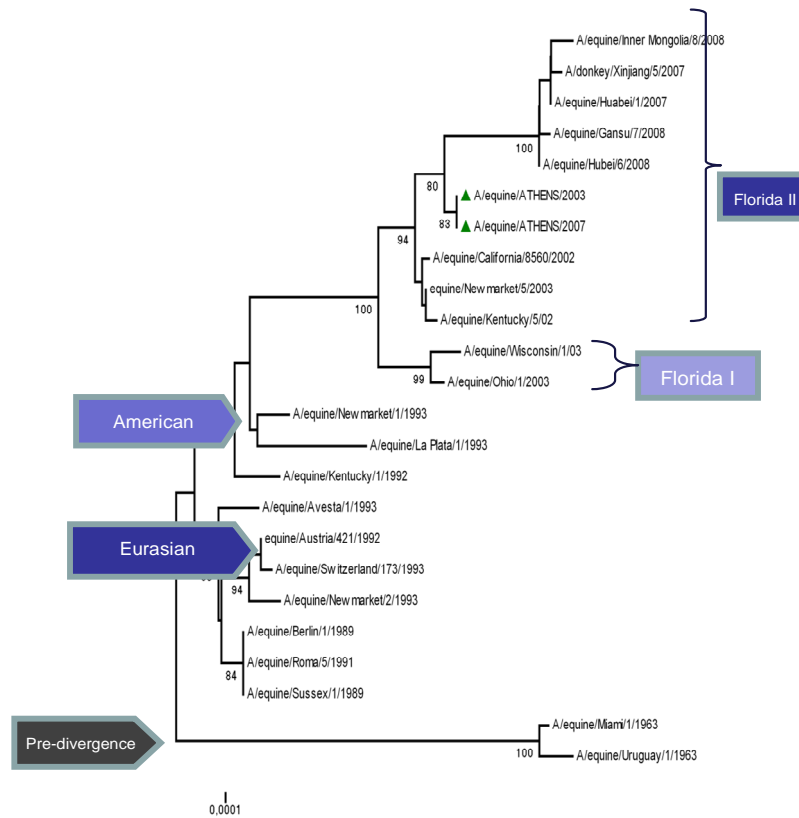 A/equine/Inner Mongolia/8/2008
A/donkey/Xinjiang/5/2007
A/equine/Huabei/1/2007
A/equine/Gansu/7/2008
100
A/equine/Hubei/6/2008
Florida II
80
A/equine/ATHENS/2003
83
A/equine/ATHENS/2007
94
A/equine/California/8560/2002
equine/Newmarket/5/2003
100
A/equine/Kentucky/5/02
A/equine/Wisconsin/1/03
99
A/equine/Ohio/1/2003
Florida I
American
A/equine/Newmarket/1/1993
A/equine/La Plata/1/1993
A/equine/Kentucky/1/1992
A/equine/Avesta/1/1993
Eurasian
equine/Austria/421/1992
A/equine/Switzerland/173/1993
94
A/equine/Newmarket/2/1993
A/equine/Berlin/1/1989
A/equine/Roma/5/1991
84
A/equine/Sussex/1/1989
Pre-divergence
A/equine/Miami/1/1963
100
A/equine/Uruguay/1/1963
0,0001